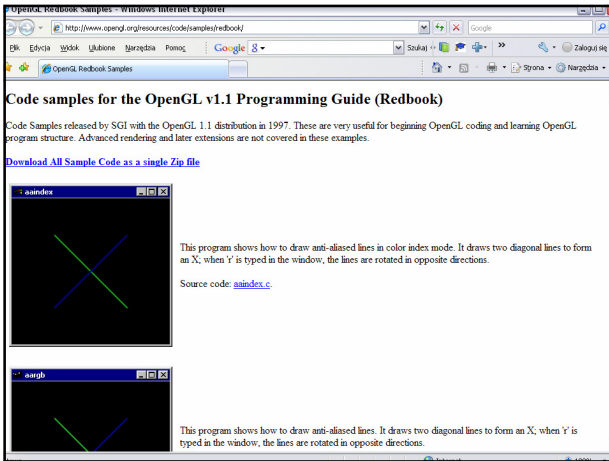 OpenGL Redbook Samples - Windows Internet Explorer
http://www.opengl.org/resources/code/samples/redbook/
Google
Plik Edycja Widok Ulubione Narzędzia Pomoc
Google
Szukaj
Zaloguj się
OpenGL Redbook Samples
Strona
Narzędzia
Code samples for the OpenGL v1.1 Programming Guide (Redbook)
Code Samples released by SGI with the OpenGL 1.1 distribution in 1997. These are very useful for beginning OpenGL coding and learning OpenGL
program structure. Advanced rendering and later extensions are not covered in these examples.
Download All Sample Code as a single Zip file
aaindex
This program shows how to draw anti-aliased lines in color index mode. It draws two diagonal lines to form
an X; when 'r' is typed in the window, the lines are rotated in opposite directions.
Source code: aaindex.c.
aargb
This program shows how to draw anti-aliased lines. It draws two diagonal lines to form an X; when 'r' is
typed in the window, the lines are rotated in opposite directions.